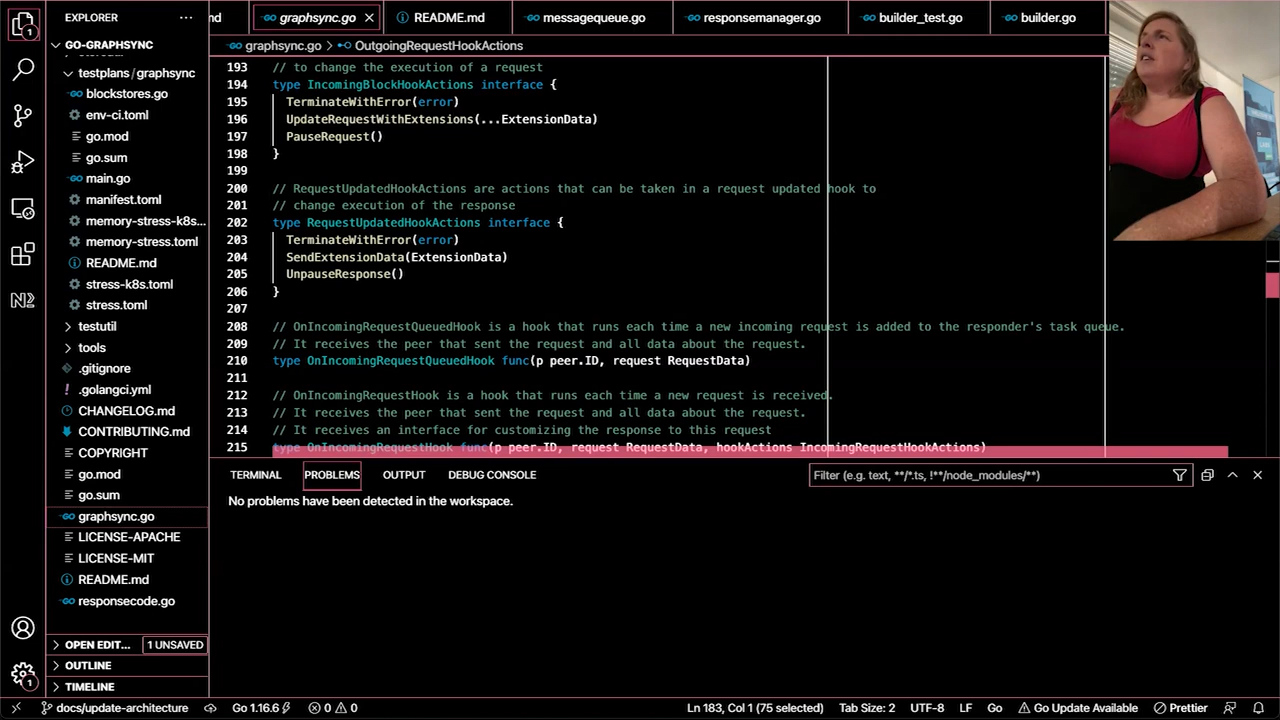 EXPLORER
nd
graphsync.go
README.md
messagequeue.go
responsemanager.go
builder_test.go
builder.go
GO-GRAPHSYNC
graphsync.go > OutgoingRequestHookActions
testplans/graphsync
blockstores.go
env-ci.toml
go.mod
go.sum
main.go
manifest.toml
memory-stress-k8s...
memory-stress.toml
README.md
stress-k8s.toml
stress.toml
testutil
tools
.gitignore
.golangci.yml
CHANGELOG.md
CONTRIBUTING.md
COPYRIGHT
go.mod
go.sum
graphsync.go
LICENSE-APACHE
LICENSE-MIT
README.md
responsecode.go
OPEN EDIT... 1 UNSAVED
OUTLINE
TIMELINE
193 // to change the execution of a request
194 type IncomingBlockHookActions interface {
195 TerminateWithError(error)
196 UpdateRequestWithExtensions(...ExtensionData)
197 PauseRequest()
198 }
199
200 // RequestUpdatedHookActions are actions that can be taken in a request updated hook to
201 // change execution of the response
202 type RequestUpdatedHookActions interface {
203 TerminateWithError(error)
204 SendExtensionData(ExtensionData)
205 UnpauseResponse()
206 }
207
208 // OnIncomingRequestQueuedHook is a hook that runs each time a new incoming request is added to the responder's task queue.
209 // It receives the peer that sent the request and all data about the request.
210 type OnIncomingRequestQueuedHook func(p peer.ID, request RequestData)
211
212 // OnIncomingRequestHook is a hook that runs each time a new request is received.
213 // It receives the peer that sent the request and all data about the request.
214 // It receives an interface for customizing the response to this request
215 type OnIncomingRequestHook func(p peer.ID, request RequestData, hookActions IncomingRequestHookActions)
TERMINAL PROBLEMS OUTPUT DEBUG CONSOLE
Filter (e.g. text, **/*.ts, !**/node_modules/**)
No problems have been detected in the workspace.
1
1
docs/update-architecture Go 1.16.6 0 0 Ln 183, Col 1 (75 selected) Tab Size: 2 UTF-8 LF Go Go Update Available Prettier